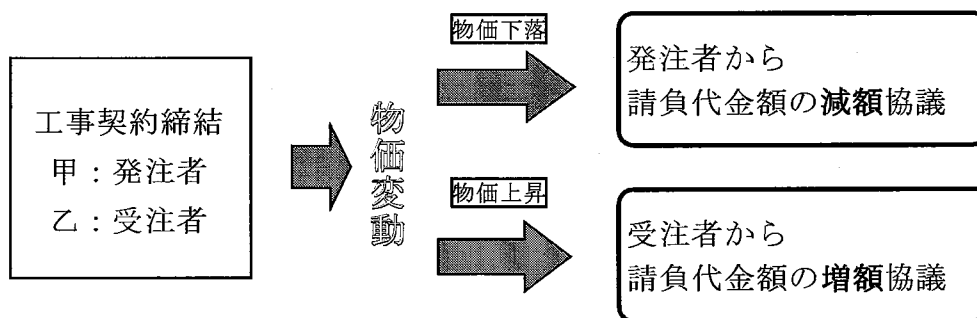 工事契約締結
甲：発注者
乙：受注者
物価変動
物価下落
発注者から
請負代金額の減額協議
物価上昇
受注者から
請負代金額の増額協議